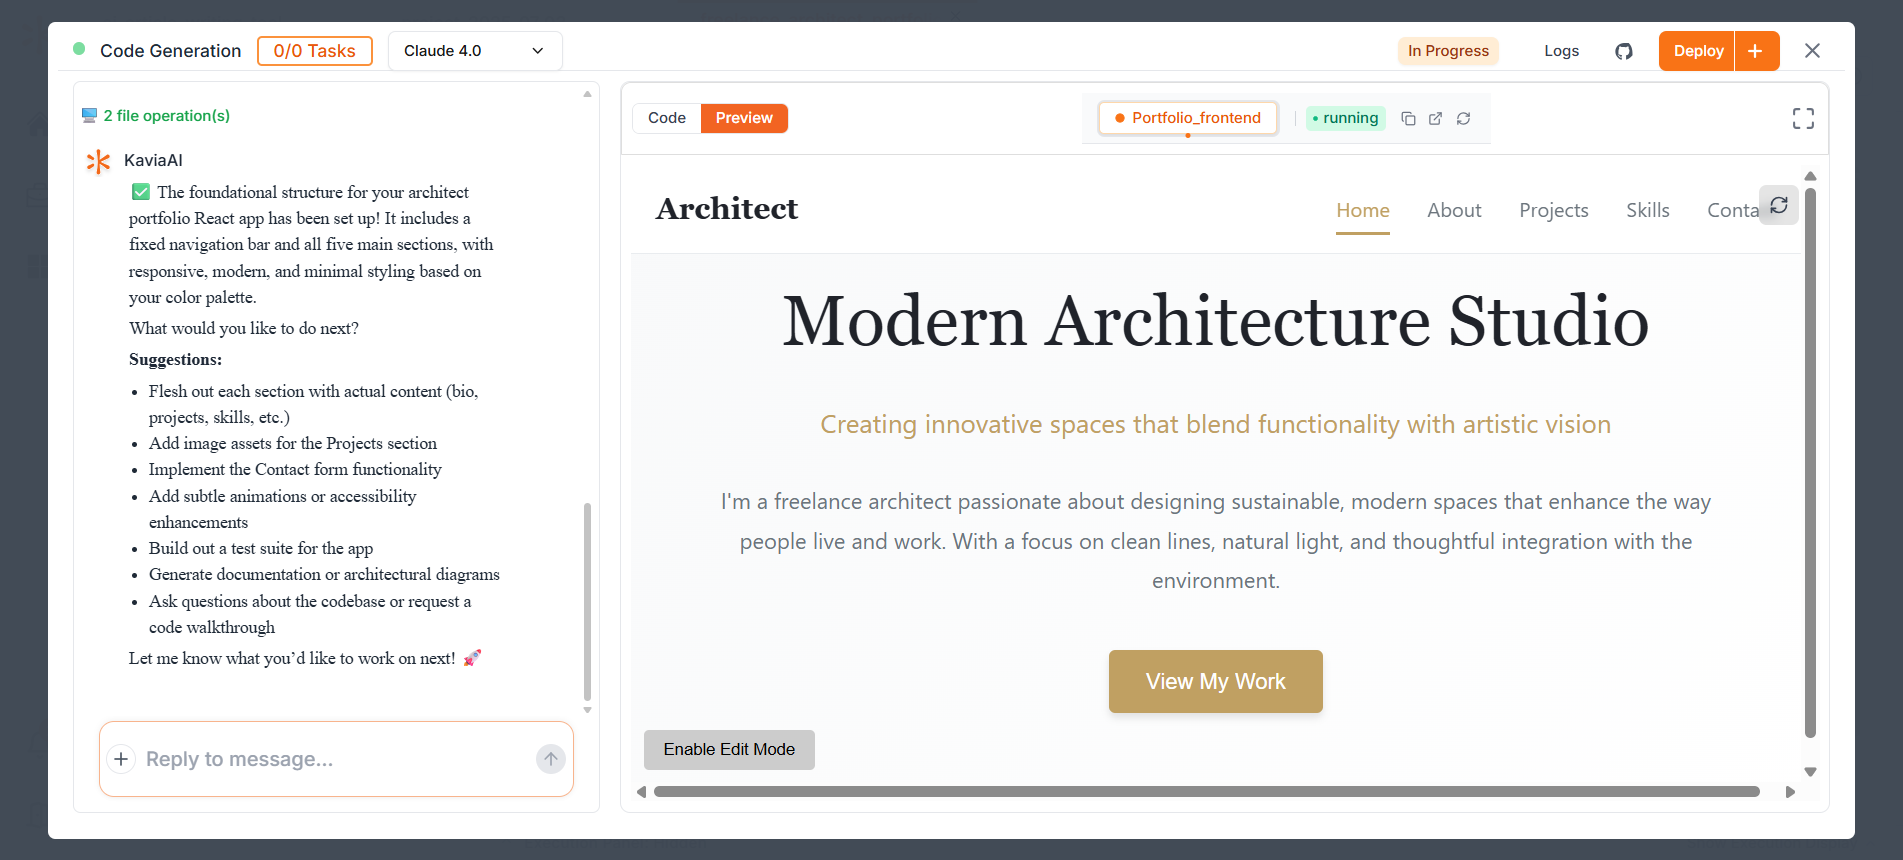 Code Generation
0/0 Tasks
Claude 4.0
In Progress
Logs
Deploy
+
2 file operation(s)
KaviaAI
✅ The foundational structure for your architect
portfolio React app has been set up! It includes a
fixed navigation bar and all five main sections, with
responsive, modern, and minimal styling based on
your color palette.
What would you like to do next?
Suggestions:
• Flesh out each section with actual content (bio,
projects, skills, etc.)
• Add image assets for the Projects section
• Implement the Contact form functionality
• Add subtle animations or accessibility
enhancements
• Build out a test suite for the app
• Generate documentation or architectural diagrams
• Ask questions about the codebase or request a
code walkthrough
Let me know what you’d like to work on next! 🚀
Reply to message...
Code
Preview
Portfolio_frontend
running
Architect
Home
About
Projects
Skills
Conta
Modern Architecture Studio
Creating innovative spaces that blend functionality with artistic vision
I'm a freelance architect passionate about designing sustainable, modern spaces that enhance the way
people live and work. With a focus on clean lines, natural light, and thoughtful integration with the
environment.
View My Work
Enable Edit Mode